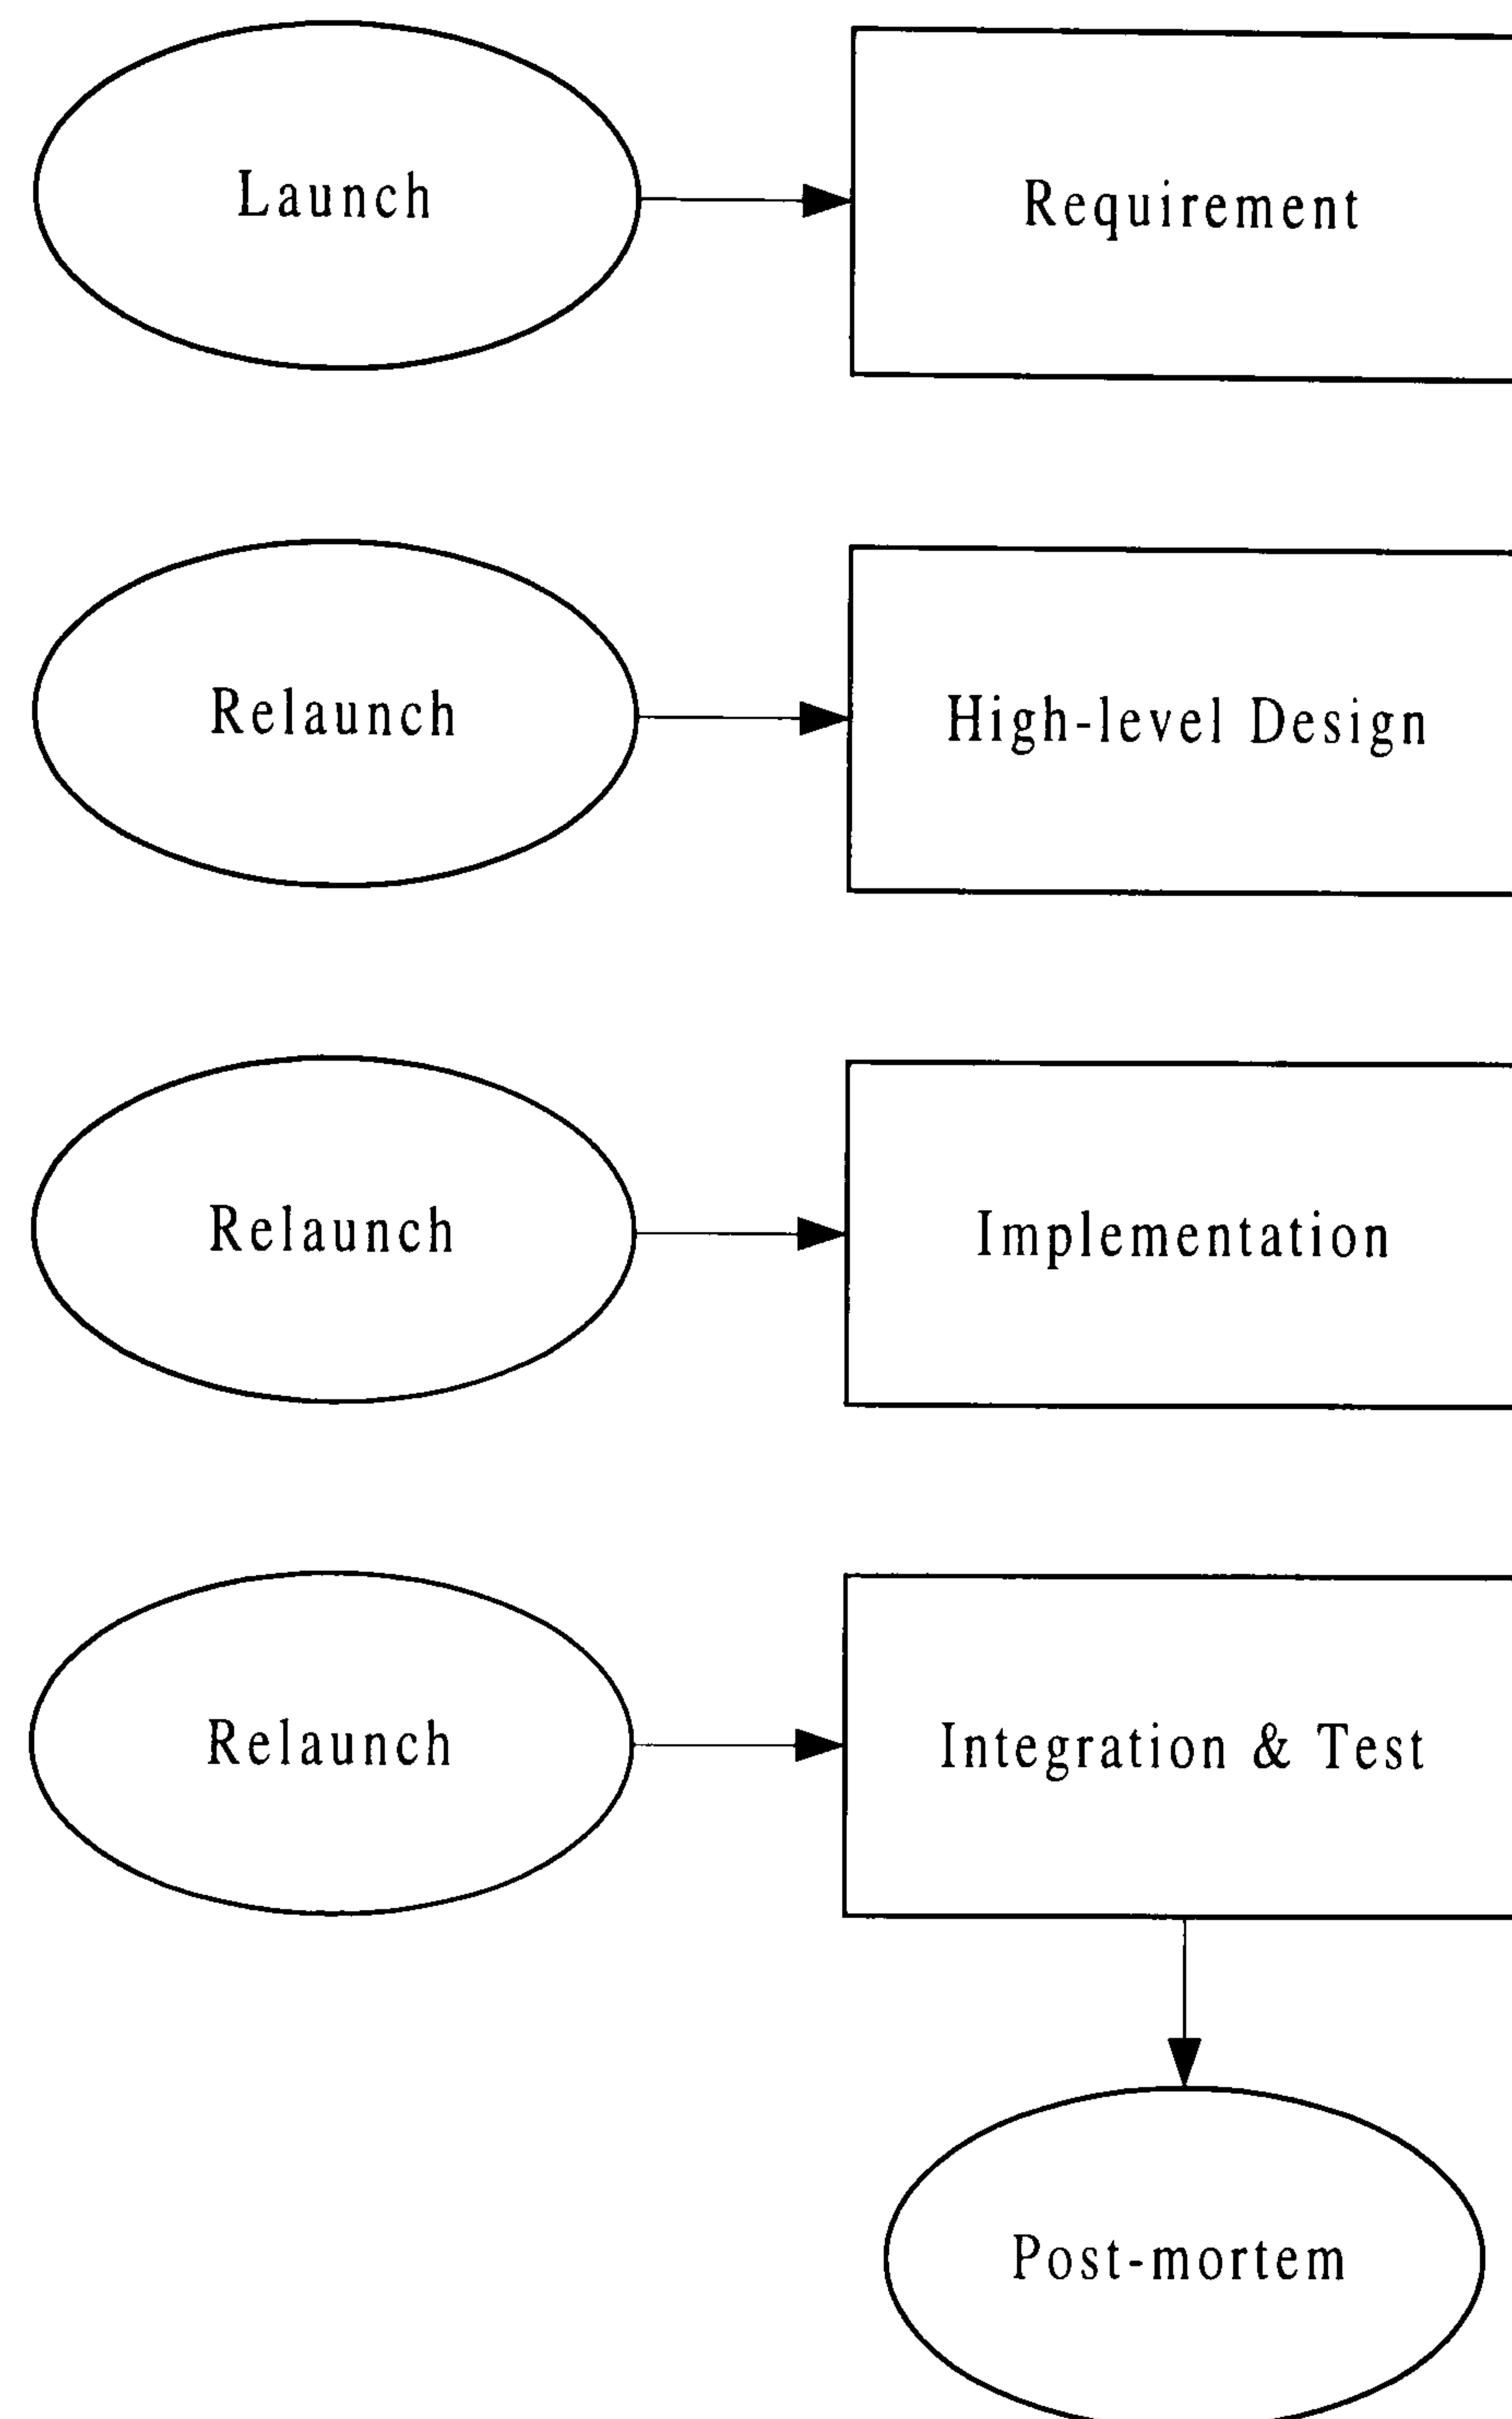 Launch
Requirement
Relaunch
High-level Design
Relaunch
Implementation
Relaunch
Integration & Test
Post-mortem